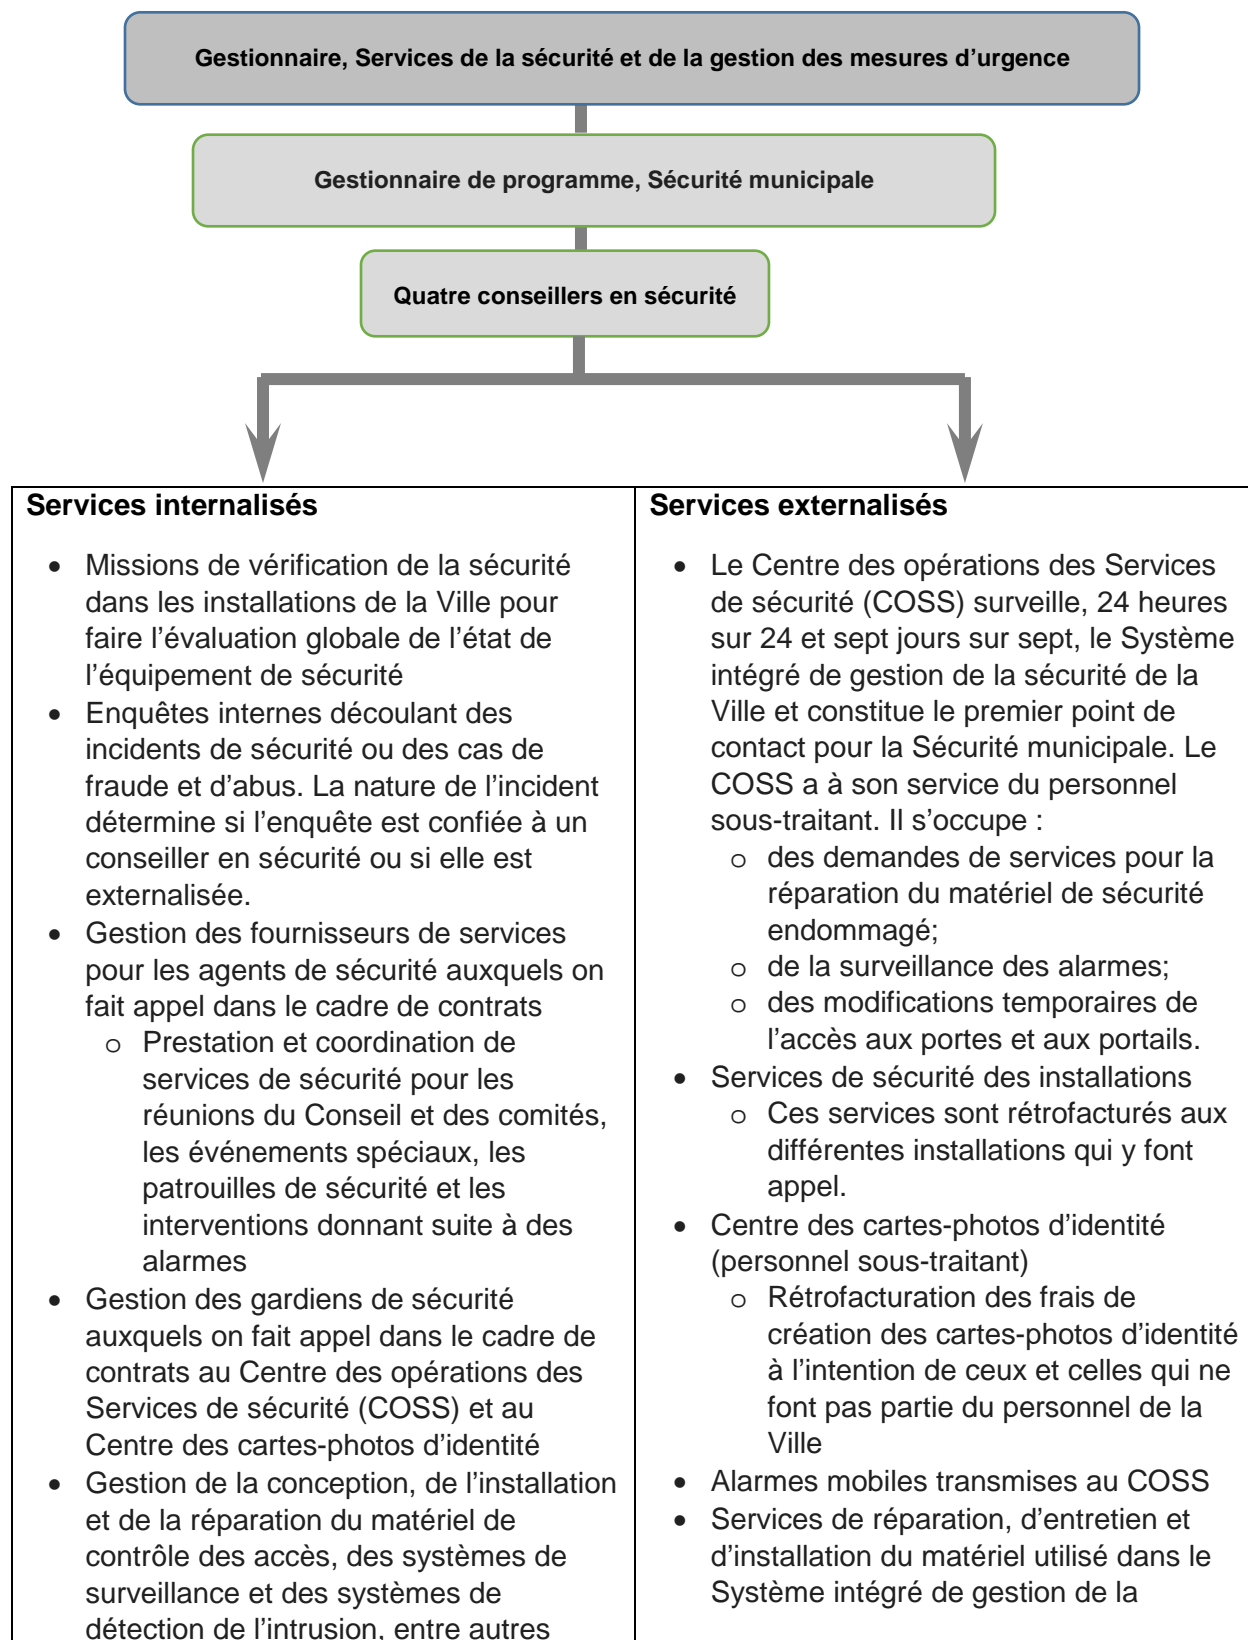 Gestionnaire, Services de la sécurité et de la gestion des mesures d’urgence
Gestionnaire de programme, Sécurité municipale
Quatre conseillers en sécurité
Services internalisés
• Missions de vérification de la sécurité
dans les installations de la Ville pour
faire l’évaluation globale de l’état de
l’équipement de sécurité
• Enquêtes internes découlant des
incidents de sécurité ou des cas de
fraude et d’abus. La nature de l’incident
détermine si l’enquête est confiée à un
conseiller en sécurité ou si elle est
externalisée.
• Gestion des fournisseurs de services
pour les agents de sécurité auxquels on
fait appel dans le cadre de contrats
o Prestation et coordination de
services de sécurité pour les
réunions du Conseil et des comités,
les événements spéciaux, les
patrouilles de sécurité et les
interventions donnant suite à des
alarmes
• Gestion des gardiens de sécurité
auxquels on fait appel dans le cadre de
contrats au Centre des opérations des
Services de sécurité (COSS) et au
Centre des cartes-photos d’identité
• Gestion de la conception, de l’installation
et de la réparation du matériel de
contrôle des accès, des systèmes de
surveillance et des systèmes de
détection de l’intrusion, entre autres
Services externalisés
• Le Centre des opérations des Services
de sécurité (COSS) surveille, 24 heures
sur 24 et sept jours sur sept, le Système
intégré de gestion de la sécurité de la
Ville et constitue le premier point de
contact pour la Sécurité municipale. Le
COSS a à son service du personnel
sous-traitant. Il s’occupe :
o des demandes de services pour la
réparation du matériel de sécurité
endommagé;
o de la surveillance des alarmes;
o des modifications temporaires de
l’accès aux portes et aux portails.
• Services de sécurité des installations
o Ces services sont rétrofacturés aux
différentes installations qui y font
appel.
• Centre des cartes-photos d’identité
(personnel sous-traitant)
o Rétrofacturation des frais de
création des cartes-photos d’identité
à l’intention de ceux et celles qui ne
font pas partie du personnel de la
Ville
• Alarmes mobiles transmises au COSS
• Services de réparation, d’entretien et
d’installation du matériel utilisé dans le
Système intégré de gestion de la